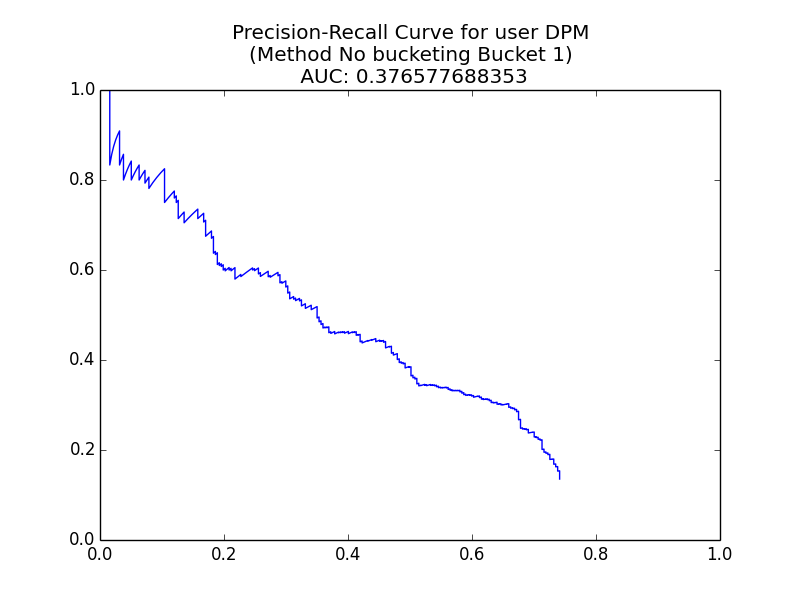 Precision-Recall Curve for user DPM
(Method No bucketing Bucket 1)
AUC: 0.376577688353
1.0
0.8
0.6
0.4
0.2
0.0
0.0 0.2 0.4 0.6 0.8 1.0